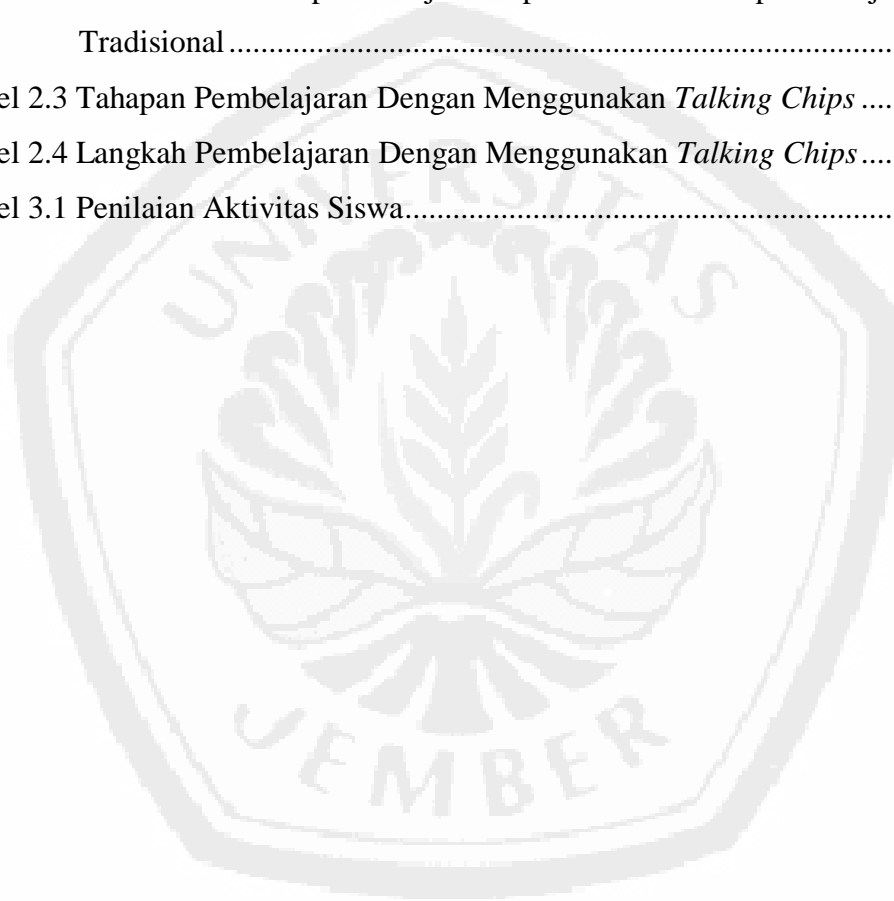 Tradisional
el 2.3 Tahapan Pembelajaran Dengan Menggunakan Talking Chips
el 2.4 Langkah Pembelajaran Dengan Menggunakan Talking Chips
el 3.1 Penilaian Aktivitas Siswa
UNIVERSITAS
JEMBER